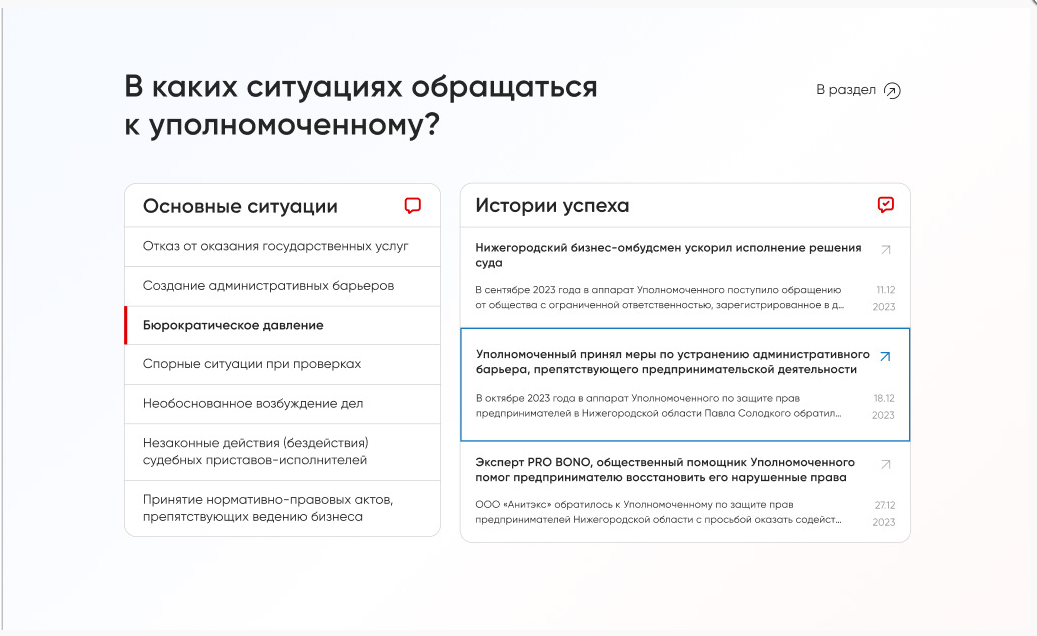 В каких ситуациях обращаться
к уполномоченному?
В раздел
Основные ситуации
Отказ от оказания государственных услуг
Создание административных барьеров
Бюрократическое давление
Спорные ситуации при проверках
Необоснованное возбуждение дел
Незаконные действия (бездействия)
судебных приставов-исполнителей
Принятие нормативно-правовых актов,
препятствующих ведению бизнеса
Истории успеха
Нижегородский бизнес-омбудсмен ускорил исполнение решения
суда
В сентябре 2023 года в аппарат Уполномоченного поступило обращению
от общества с ограниченной ответственностью, зарегистрированное в д...
11.12
2023
Уполномоченный принял меры по устранению административного
барьера, препятствующего предпринимательской деятельности
В октябре 2023 года в аппарат Уполномоченного по защите прав
предпринимателей в Нижегородской области Павла Солодкого обратил...
18.12
2023
Эксперт PRO BONO, общественный помощник Уполномоченного
помог предпринимателю восстановить его нарушенные права
ООО «Анитэкс» обратилось к Уполномоченному по защите прав
предпринимателей Нижегородской области с просьбой оказать содейст...
27.12
2023